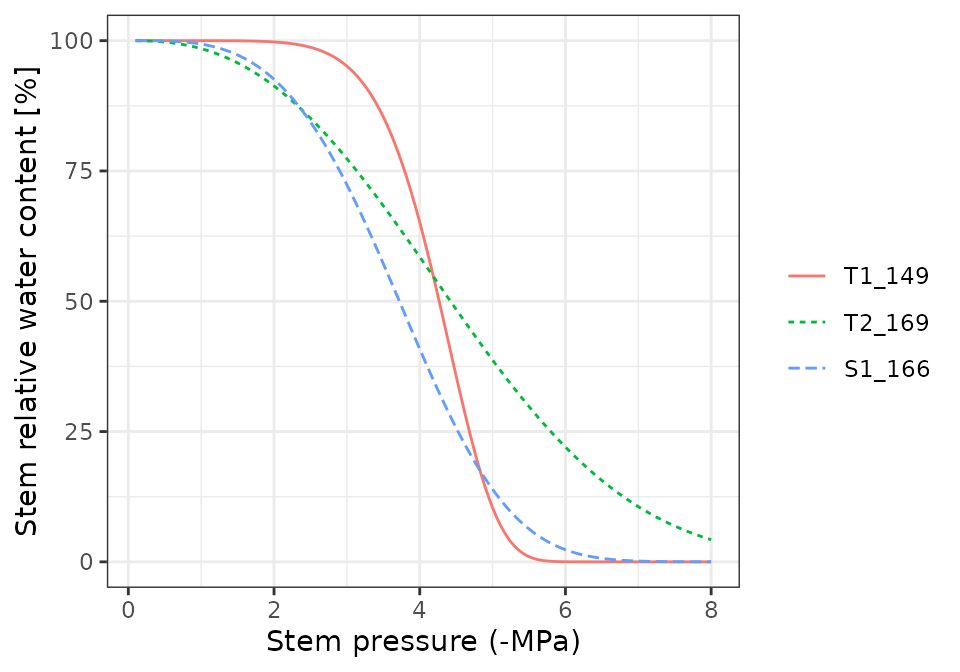 Stem relative water content [%]
100
75
50
25
0
0 2 4 6 8
Stem pressure (-MPa)
T1_149
T2_169
S1_166